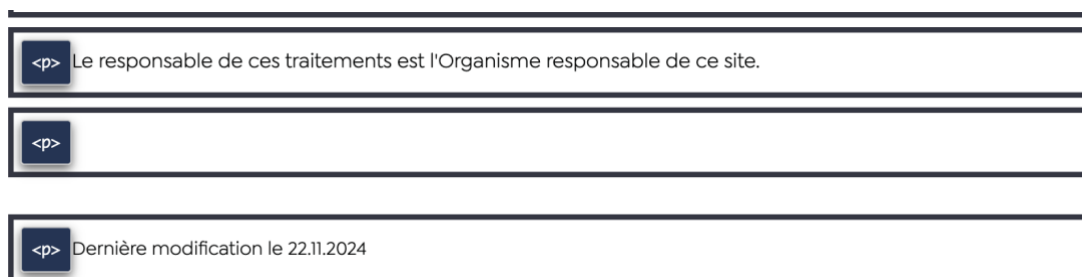 <p> Le responsable de ces traitements est l'Organisme responsable de ce site.
<p>
<p> Dernière modification le 22.11.2024